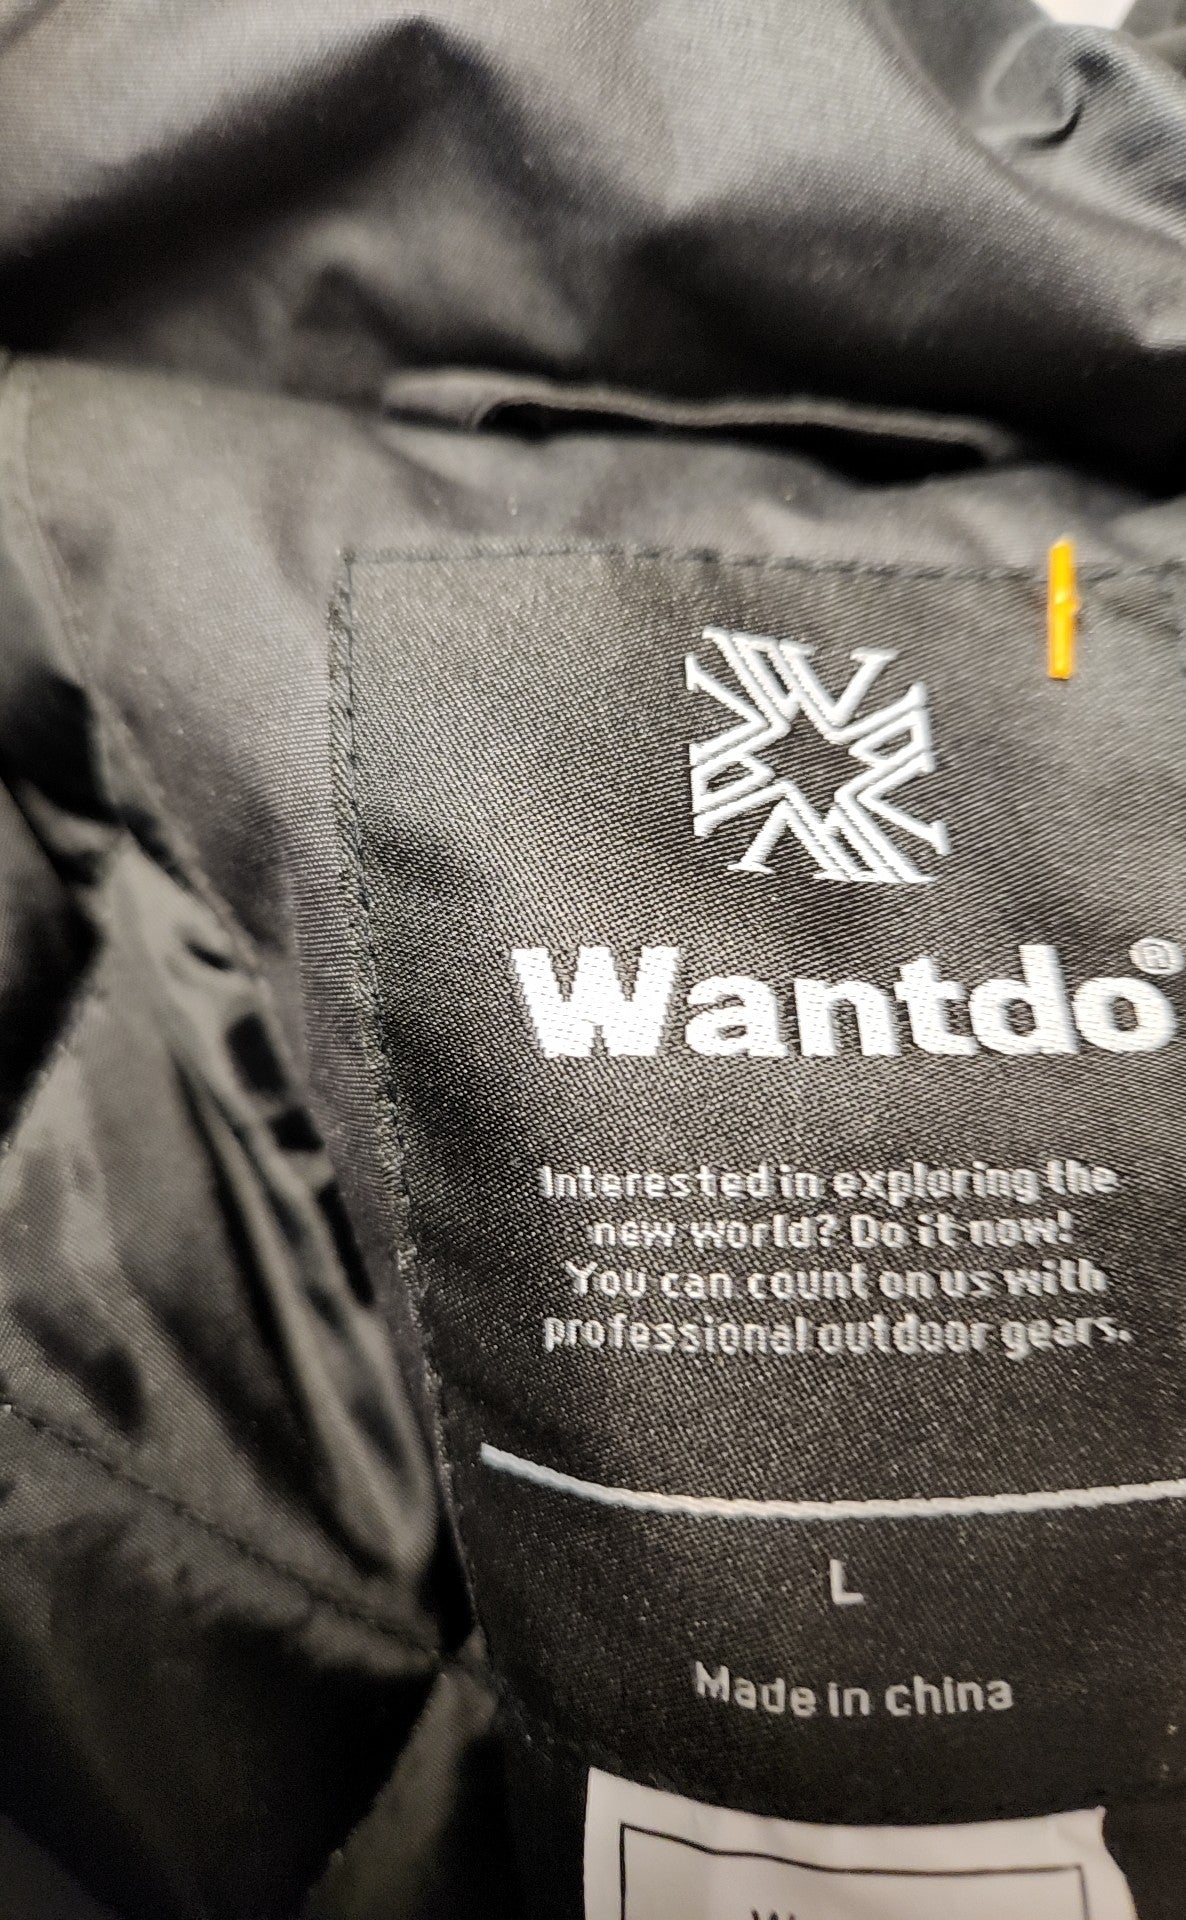 Wantdo®
Interested in exploring the
new world? Do it now!
You can count on us with
professional outdoor gears.
L
Made in china